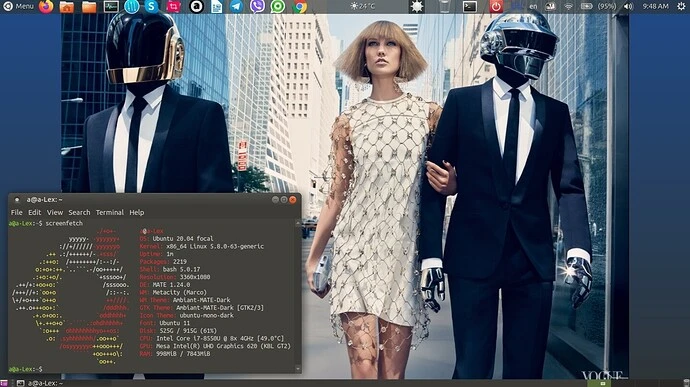 Menu
24°C
en
(95%)
9:48 AM
a@a-Lex: ~
File Edit View Search Terminal Help
a@a-Lex:~$ screenfetch
a@a-Lex
OS: Ubuntu 20.04 focal
Kernel: x86_64 Linux 5.8.0-63-generic
Uptime: 1m
Packages: 2219
Shell: bash 5.0.17
Resolution: 3360x1080
DE: MATE 1.24.0
WM: Metacity (Marco)
WM Theme: Ambiant-MATE-Dark
GTK Theme: Ambiant-MATE-Dark [GTK2/3]
Icon Theme: ubuntu-mono-dark
Font: Ubuntu 11
Disk: 525G / 915G (61%)
CPU: Intel Core i7-8550U @ 8x 4GHz [49.0°C]
GPU: Mesa Intel(R) UHD Graphics 620 (KBL GT2)
RAM: 998MiB / 7843MiB
a@a-Lex:~$
VOGUE
a@a-Lex: ~